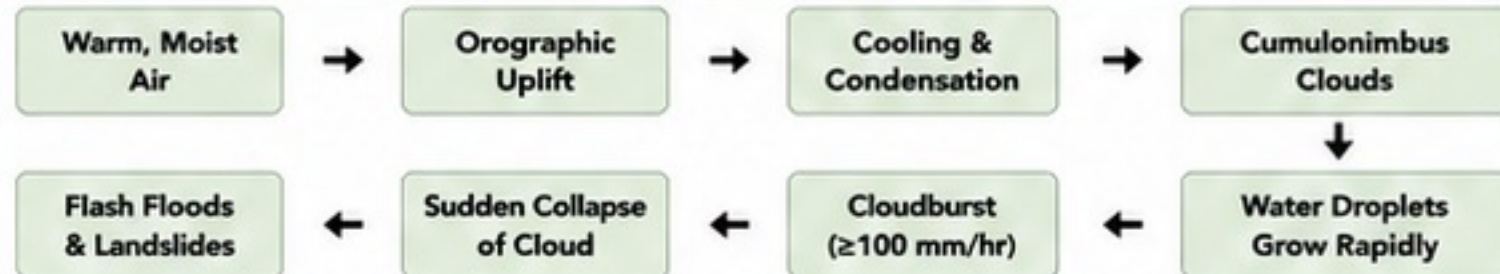 Warm, Moist
Air
Orographic
Uplift
Cooling &
Condensation
Cumulonimbus
Clouds
Water Droplets
Grow Rapidly
Cloudburst
(≥100 mm/hr)
Sudden Collapse
of Cloud
Flash Floods
& Landslides